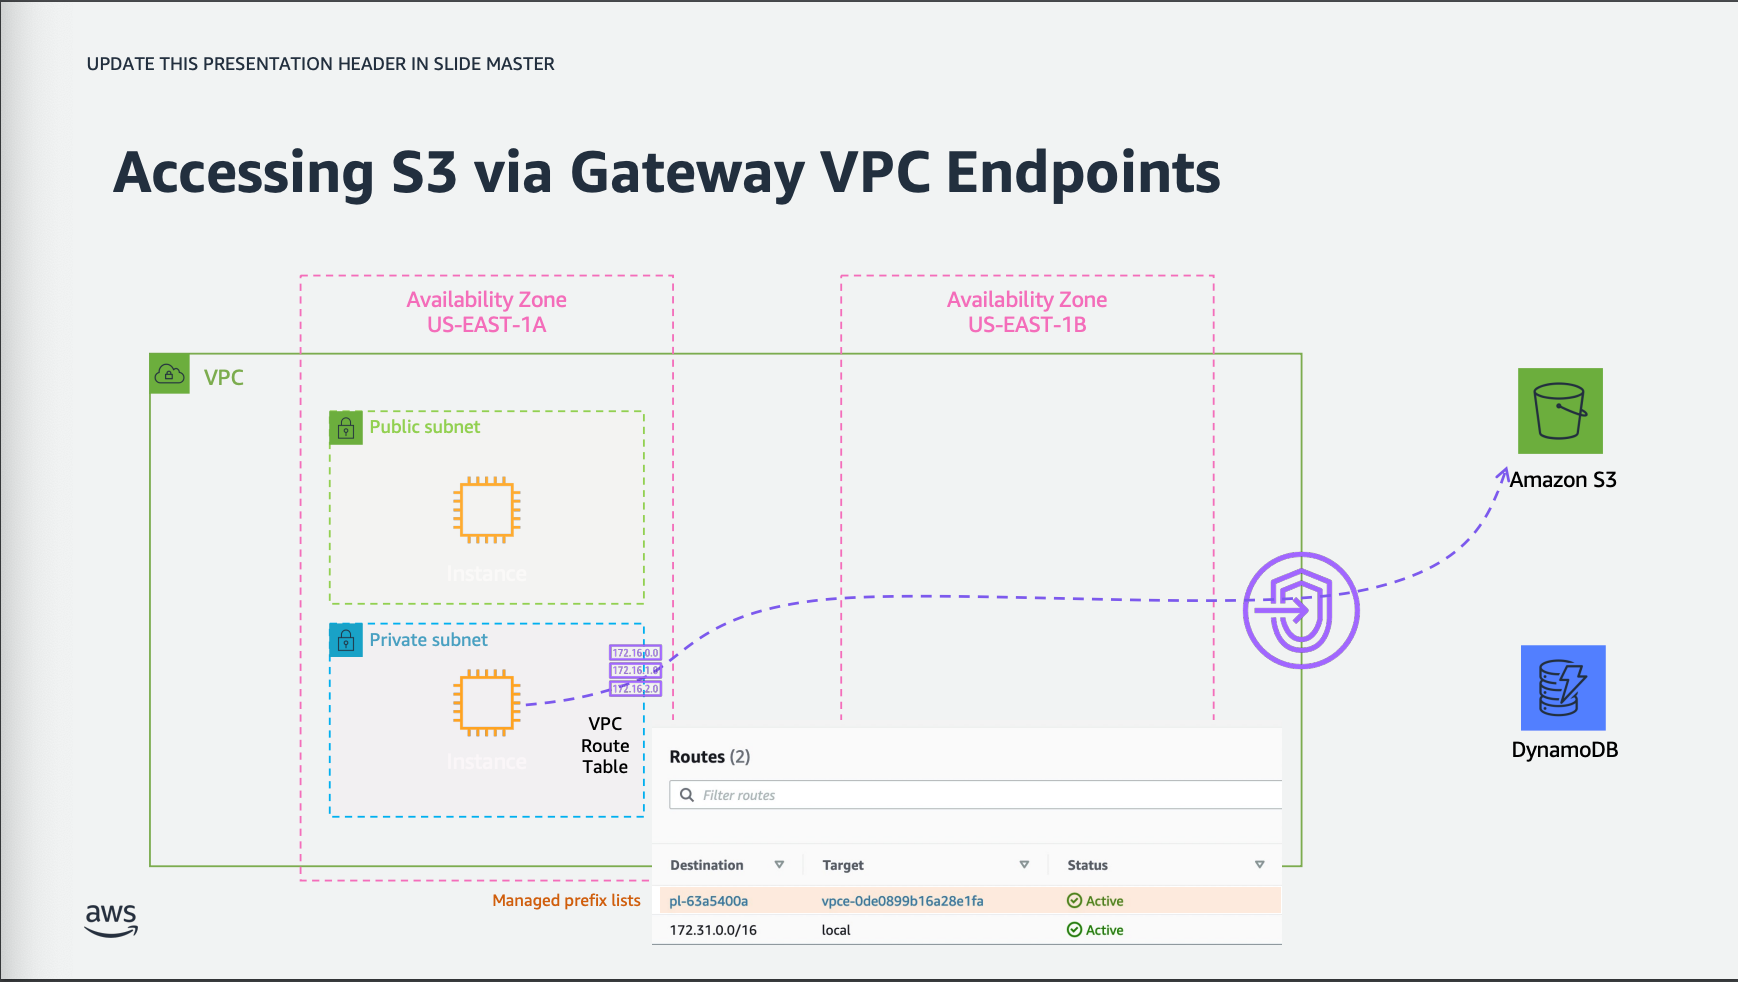 UPDATE THIS PRESENTATION HEADER IN SLIDE MASTER
Accessing S3 via Gateway VPC Endpoints
Availability Zone
US-EAST-1A
Availability Zone
US-EAST-1B
VPC
Public subnet
Instance
Private subnet
Instance
172.16.0.0
172.16.1.0
172.16.2.0
VPC
Route
Table
Amazon S3
DynamoDB
Routes (2)
Filter routes
Destination Target Status
Managed prefix lists
pl-63a5400a vpce-0de0899b16a28e1fa Active
172.31.0.0/16 local Active
aws